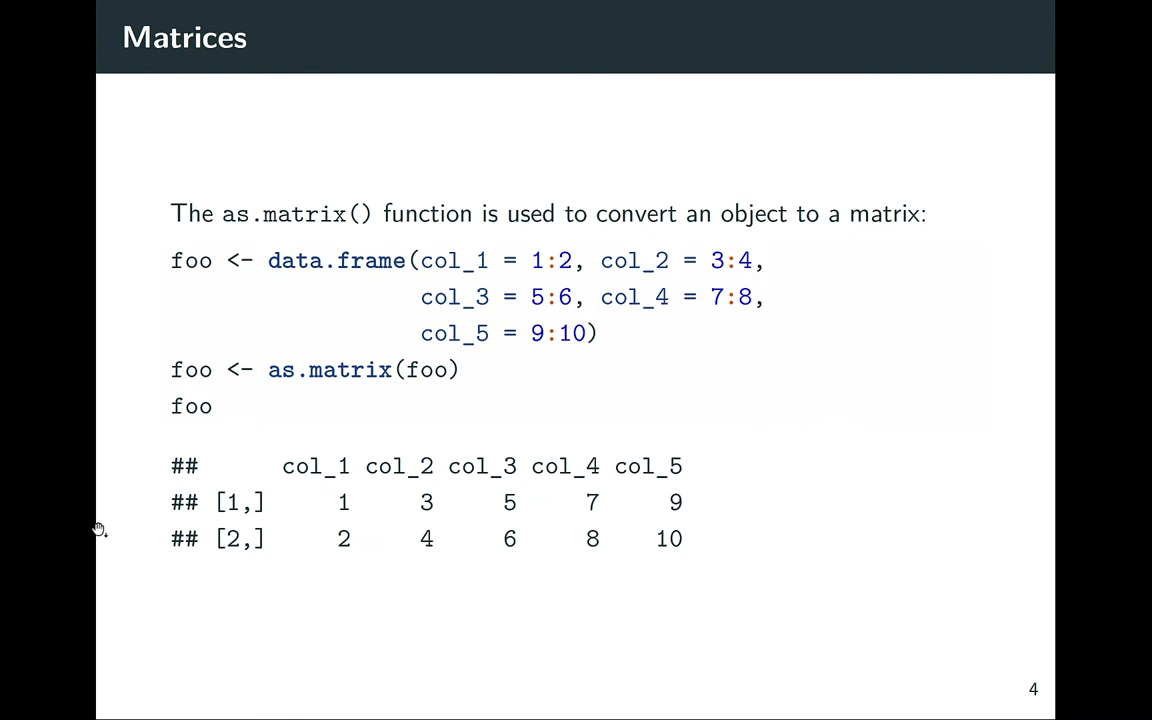 Matrices
The as.matrix() function is used to convert an object to a matrix:
foo <- data.frame(col_1 = 1:2, col_2 = 3:4,
                  col_3 = 5:6, col_4 = 7:8,
                  col_5 = 9:10)
foo <- as.matrix(foo)
foo
##      col_1 col_2 col_3 col_4 col_5
## [1,]     1     3     5     7     9
## [2,]     2     4     6     8    10
4